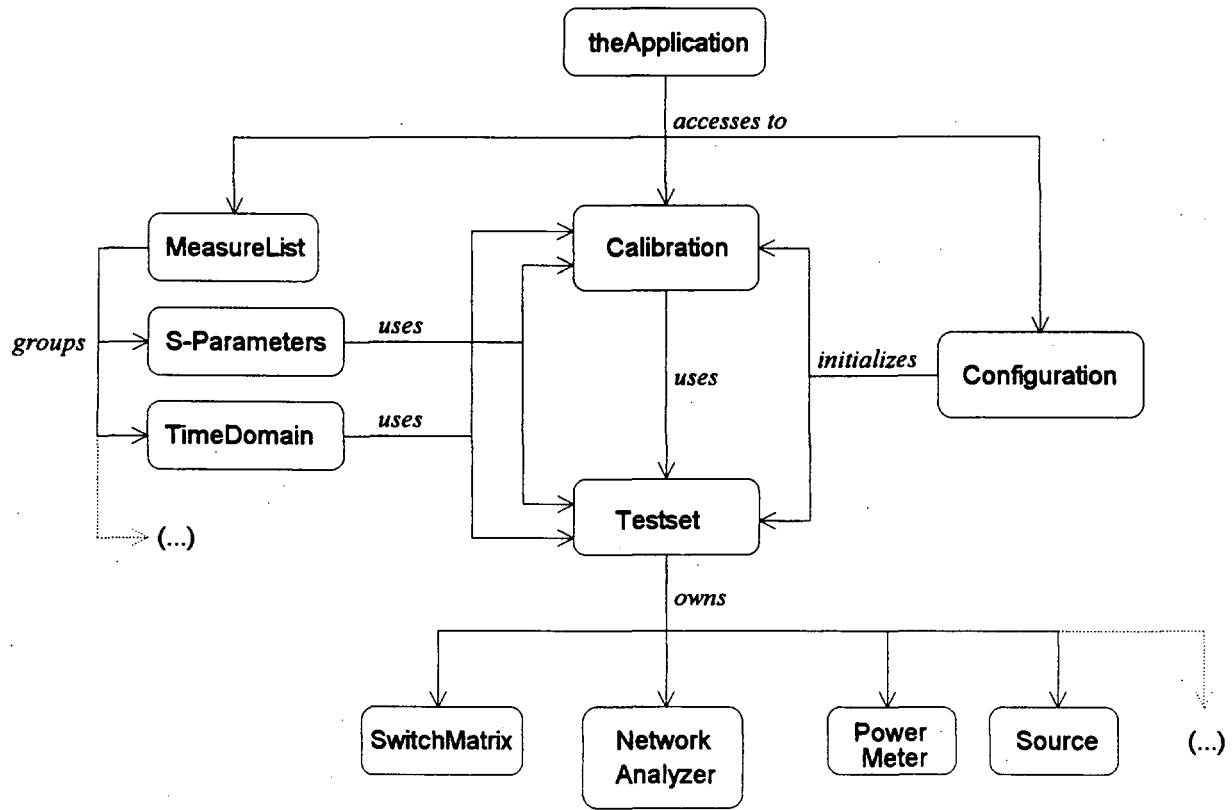 theApplication
accesses to
MeasureList
Calibration
groups
S-Parameters
uses
initializes
Configuration
uses
TimeDomain
uses
(...)
Testset
owns
SwitchMatrix
Network
Analyzer
Power
Meter
Source
(...)